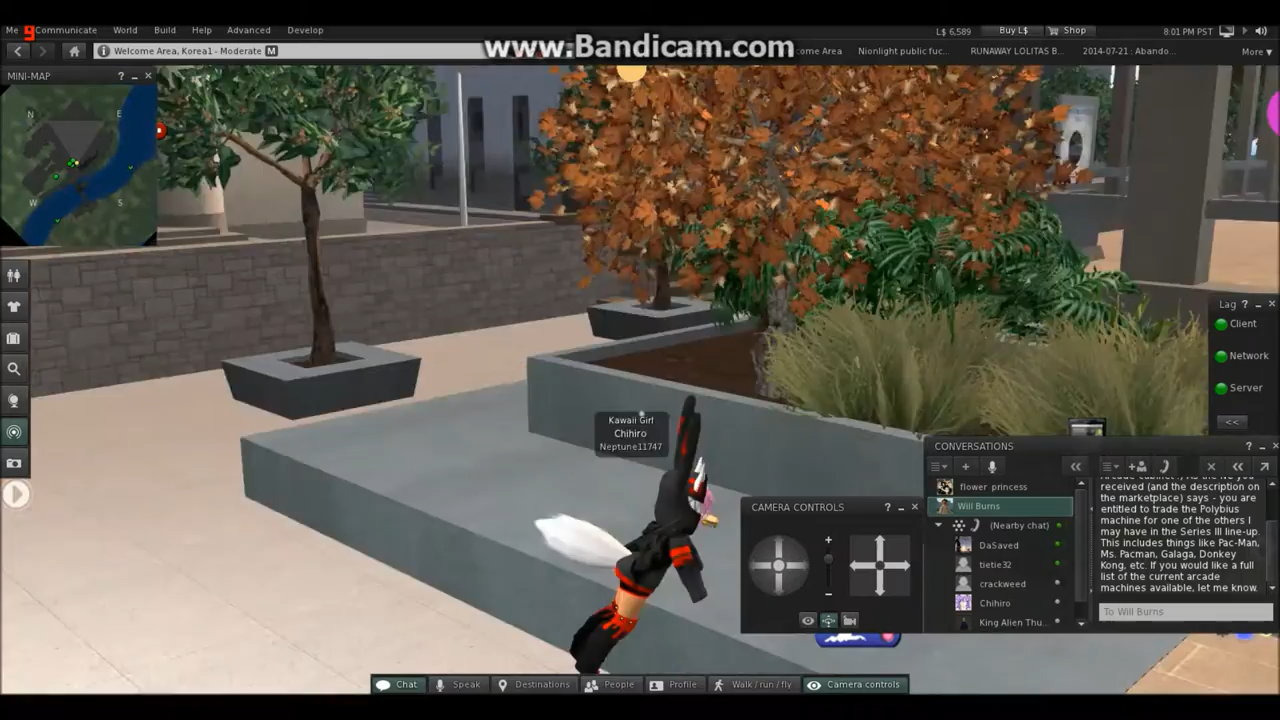 Me Communicate World Build Help Advanced Develop
L$ 6,589 Buy L$ Shop 8:01 PM PST
Welcome Area, Korea1 - Moderate M
come Area Nionlight public fuc... RUNAWAY LOLITAS B... 2014-07-21 : Abando... More ▾
www.Bandicam.com
9
MINI-MAP ? _ ×
N E
W S
Lag ? _ ×
Client
Network
Server
<<
Kawaii Girl
Chihiro
Neptune11747
CAMERA CONTROLS ? _ ×
CONVERSATIONS ? _ ×
flower princess
Will Burns
(Nearby chat)
DaSaved
tietie32
crackweed
Chihiro
King Alien Thu...
received (and the description on
the marketplace) says - you are
entitled to trade the Polybius
machine for one of the others I
may have in the Series III line-up.
This includes things like Pac-Man,
Ms. Pacman, Galaga, Donkey
Kong, etc. If you would like a full
list of the current arcade
machines available, let me know.
To Will Burns
Chat Speak Destinations People Profile Walk / run / fly Camera controls